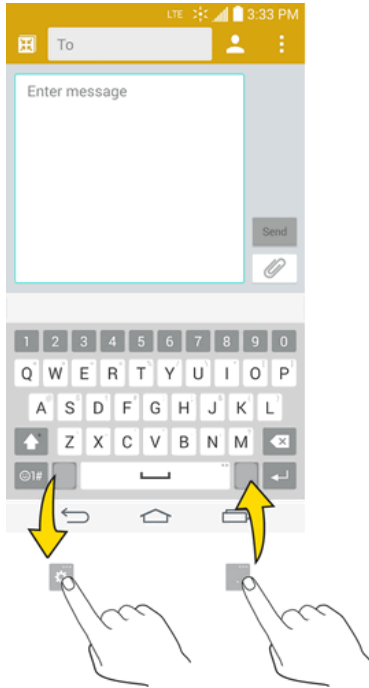 LTE 3:33 PM
To
Enter message
Send
1 2 3 4 5 6 7 8 9 0
Q W E R T Y U I O P
A S D F G H J K L
Z X C V B N M
1#